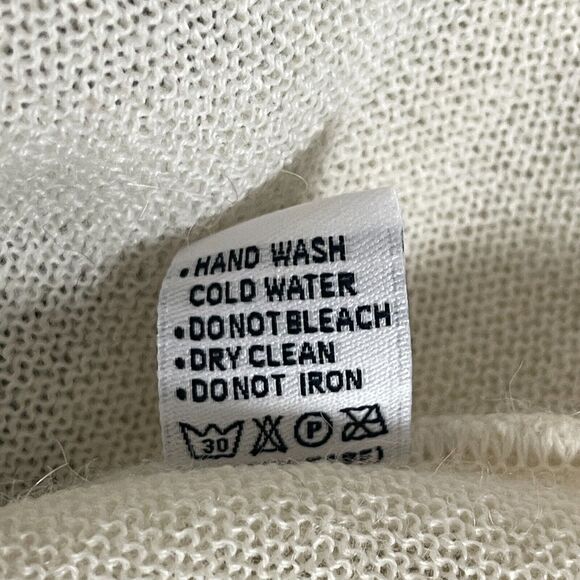 • HAND WASH
COLD WATER
• DO NOT BLEACH
• DRY CLEAN
• DO NOT IRON
30 P